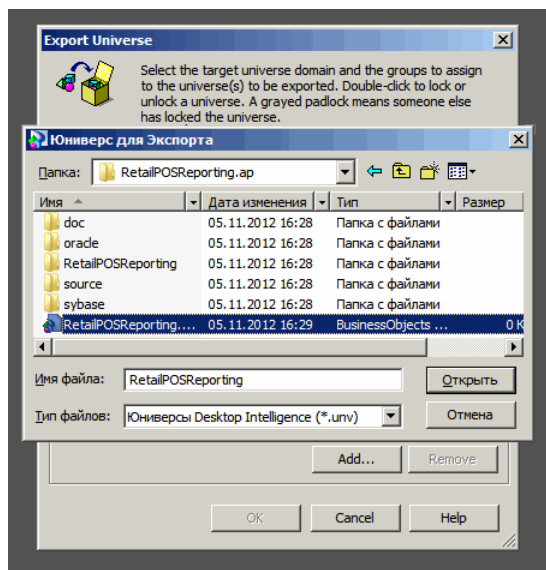 Export Universe
Select the target universe domain and the groups to assign
to the universe(s) to be exported. Double-click to lock or
unlock a universe. A grayed padlock means someone else
has locked the universe.
Юниверс для Экспорта
Папка: RetailPOSReporting.ap
Имя Дата изменения Тип Размер
doc 05.11.2012 16:28 Папка с файлами
oracle 05.11.2012 16:28 Папка с файлами
RetailPOSReporting 05.11.2012 16:28 Папка с файлами
source 05.11.2012 16:28 Папка с файлами
sybase 05.11.2012 16:28 Папка с файлами
RetailPOSReporting.... 05.11.2012 16:29 BusinessObjects ... 0 К
Имя файла: RetailPOSReporting Открыть
Тип файлов: Юниверсы Desktop Intelligence (*.unv) Отмена
Add... Remove
OK Cancel Help